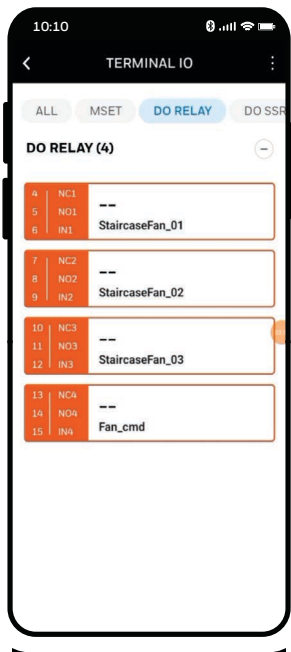 10:10
TERMINAL IO
ALL MSET DO RELAY DO SSR
DO RELAY (4)
4 NC1
5 NO1
6 IN1
--
StaircaseFan_01
7 NC2
8 NO2
9 IN2
--
StaircaseFan_02
10 NC3
11 NO3
12 IN3
--
StaircaseFan_03
13 NC4
14 NO4
15 IN4
--
Fan_cmd